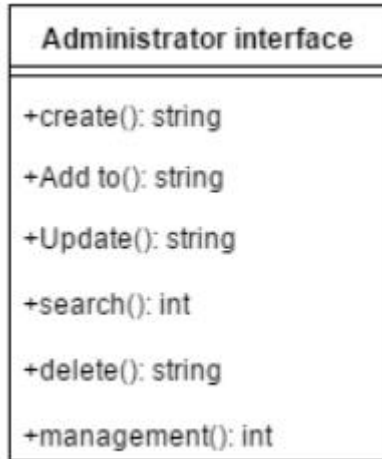 Administrator interface
+create(): string
+Add to(): string
+Update(): string
+search(): int
+delete(): string
+management(): int